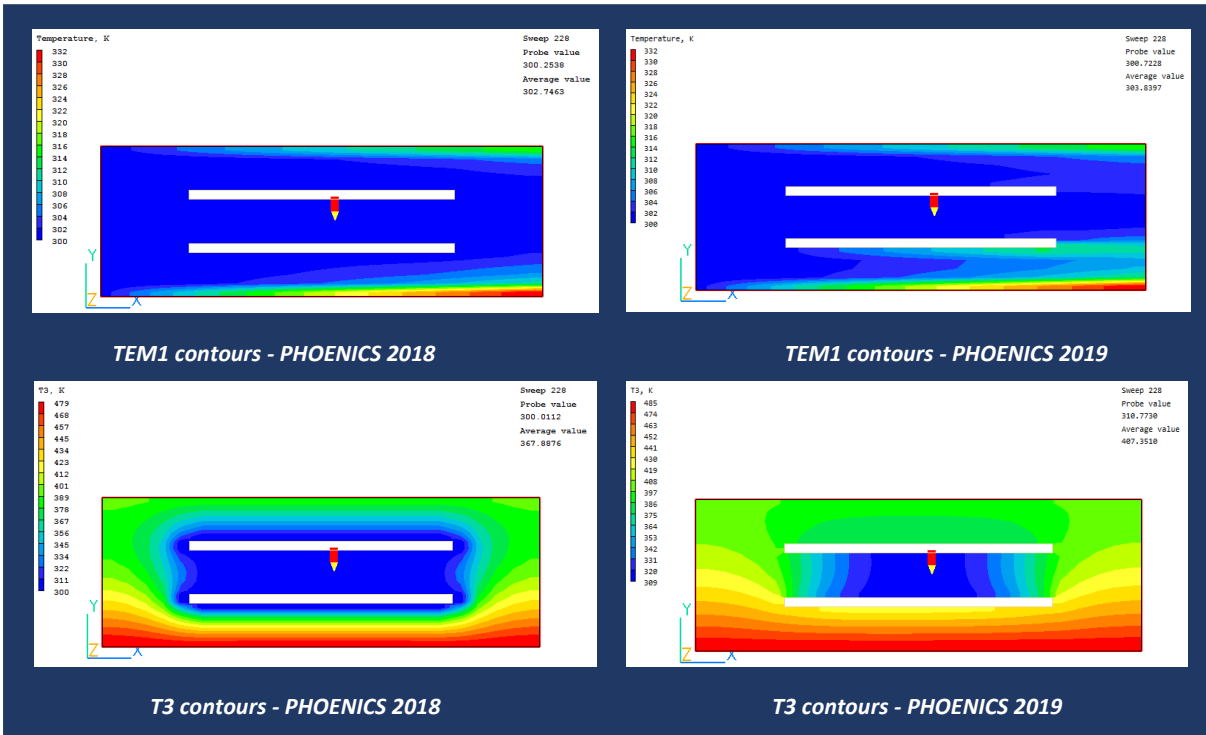 Temperature, K
332
330
328
326
324
322
320
318
316
314
312
310
308
306
304
302
300
Sweep 228
Probe value
300.2538
Average value
302.7463
Y
Z
X
TEM1 contours - PHOENICS 2018
Temperature, K
332
330
328
326
324
322
320
318
316
314
312
310
308
306
304
302
300
Sweep 228
Probe value
300.7228
Average value
303.8397
Y
Z
X
TEM1 contours - PHOENICS 2019
T3, K
479
468
457
445
434
423
412
401
389
378
367
356
345
334
322
311
300
Sweep 228
Probe value
300.0112
Average value
367.8876
Y
Z
X
T3 contours - PHOENICS 2018
T3, K
485
474
463
452
441
430
419
408
397
386
375
364
353
342
331
320
309
Sweep 228
Probe value
310.7730
Average value
407.3510
Y
Z
X
T3 contours - PHOENICS 2019